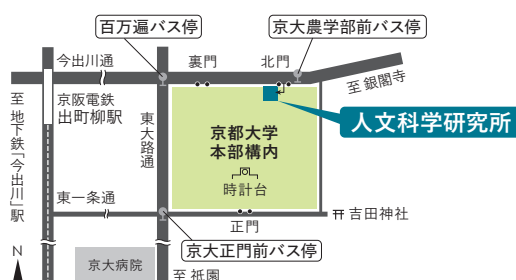 百万遍バス停
京大農学部前バス停
今出川通
裏門
北門
至 銀閣寺
京阪電鉄
出町柳駅
至 地下鉄「今出川」駅
東大路通
人文科学研究所
京都大学
本部構内
時計台
東一条通
正門
吉田神社
京大正門前バス停
N
京大病院
至 祇園